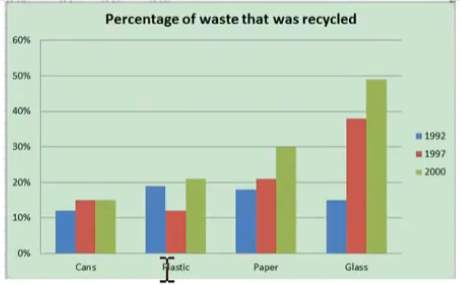 Percentage of waste that was recycled
60%
50%
40%
30%
20%
10%
0%
1992
1997
2000
Cans
Plastic
Paper
Glass